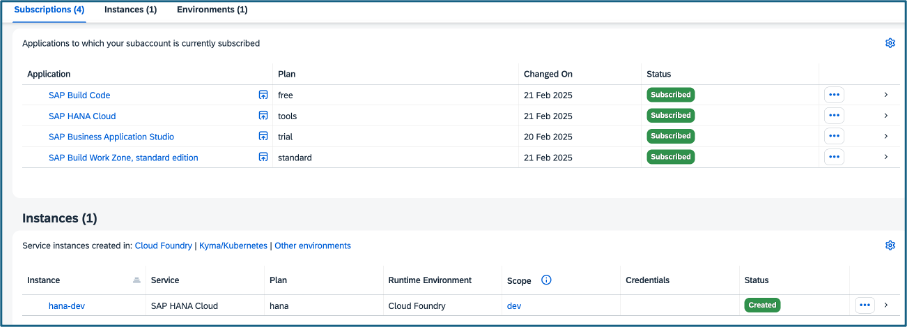 Subscriptions (4) Instances (1) Environments (1)
Applications to which your subaccount is currently subscribed
Application Plan Changed On Status
SAP Build Code free 21 Feb 2025 Subscribed
SAP HANA Cloud tools 21 Feb 2025 Subscribed
SAP Business Application Studio trial 20 Feb 2025 Subscribed
SAP Build Work Zone, standard edition standard 21 Feb 2025 Subscribed
Instances (1)
Service instances created in: Cloud Foundry | Kyma/Kubernetes | Other environments
Instance Service Plan Runtime Environment Scope Credentials Status
hana-dev SAP HANA Cloud hana Cloud Foundry dev Created